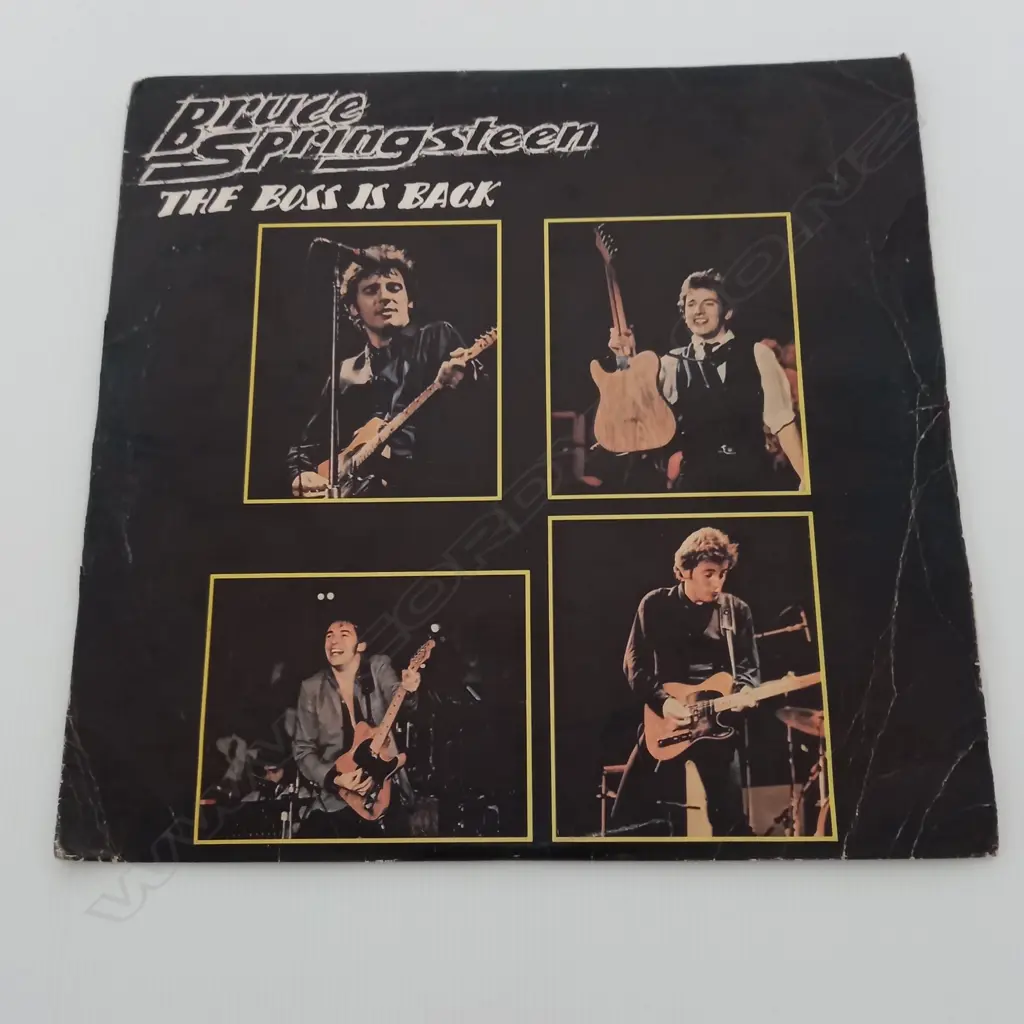 Bruce
Springsteen
THE BOSS IS BACK